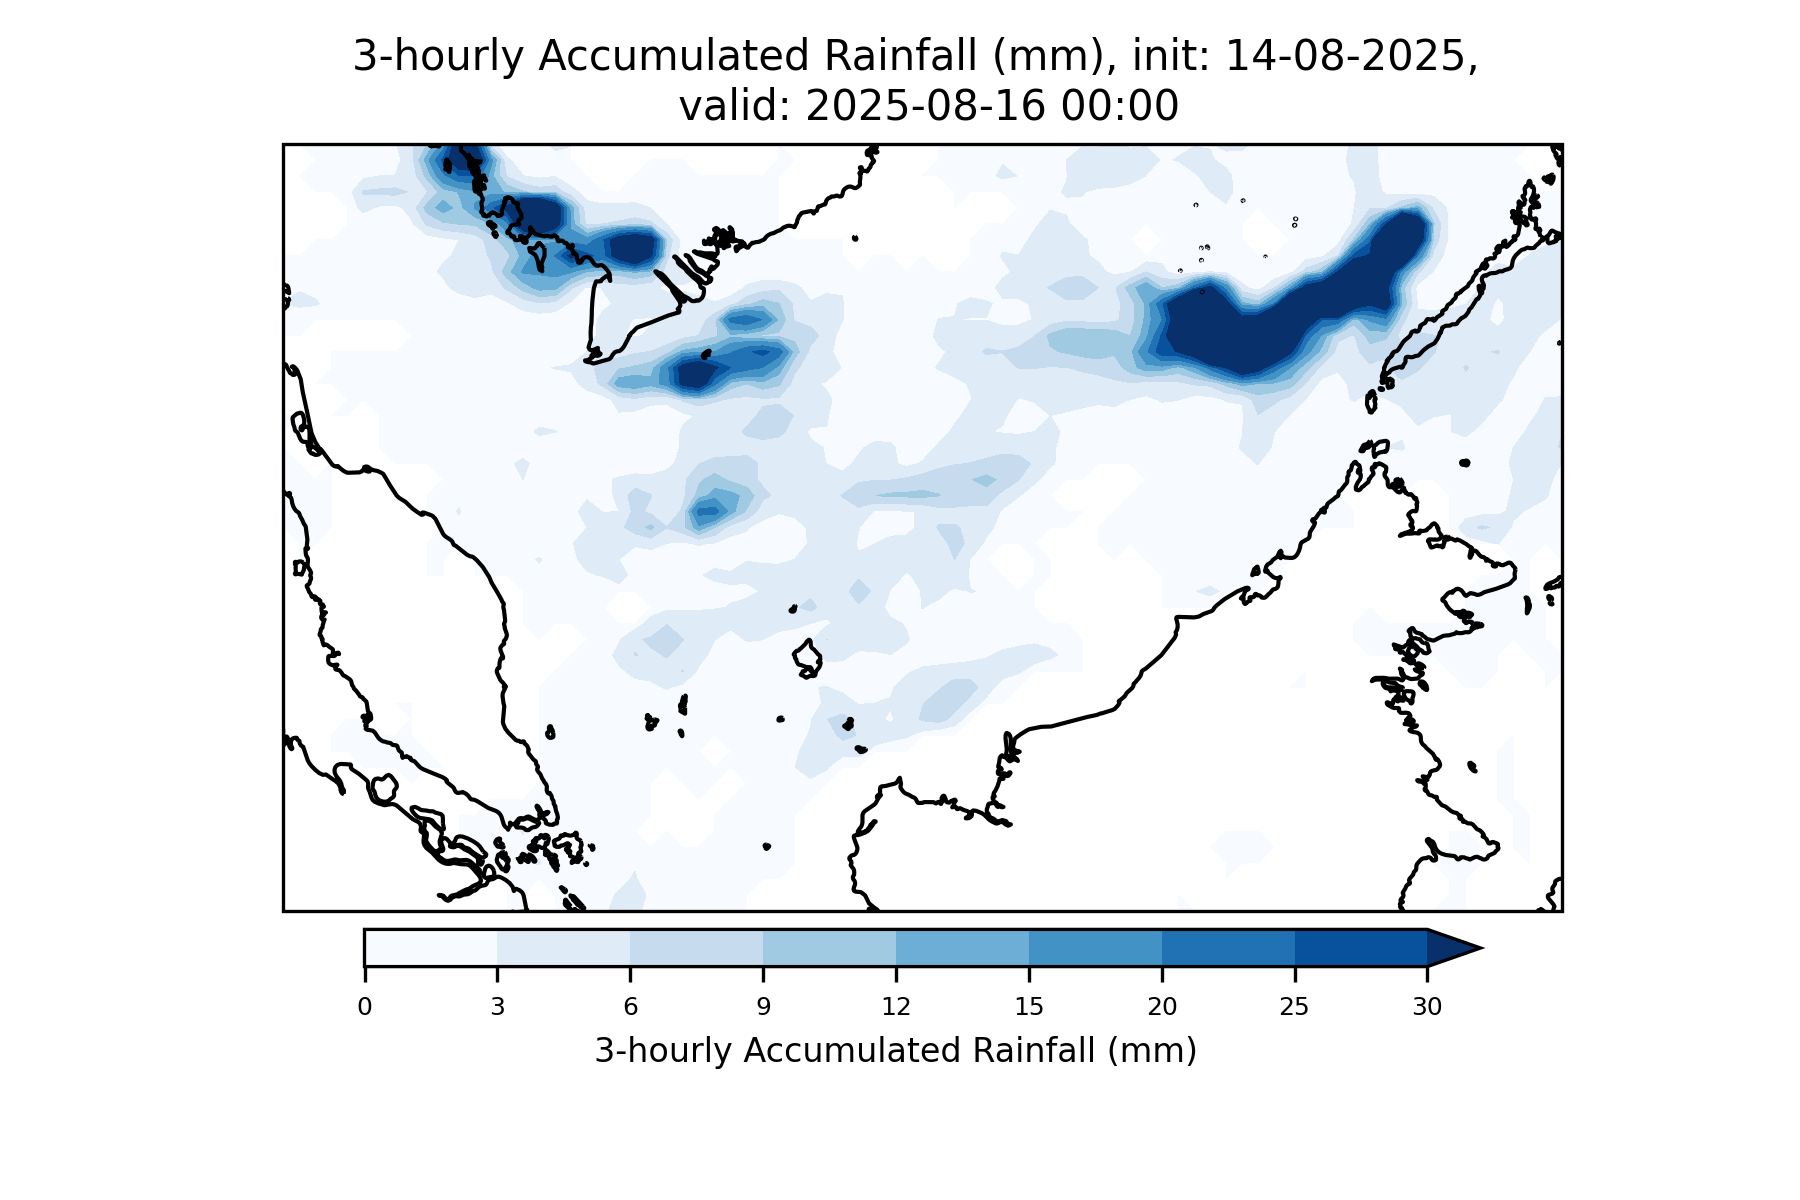 3-hourly Accumulated Rainfall (mm), init: 14-08-2025,
valid: 2025-08-16 00:00
0 3 6 9 12 15 20 25 30
3-hourly Accumulated Rainfall (mm)